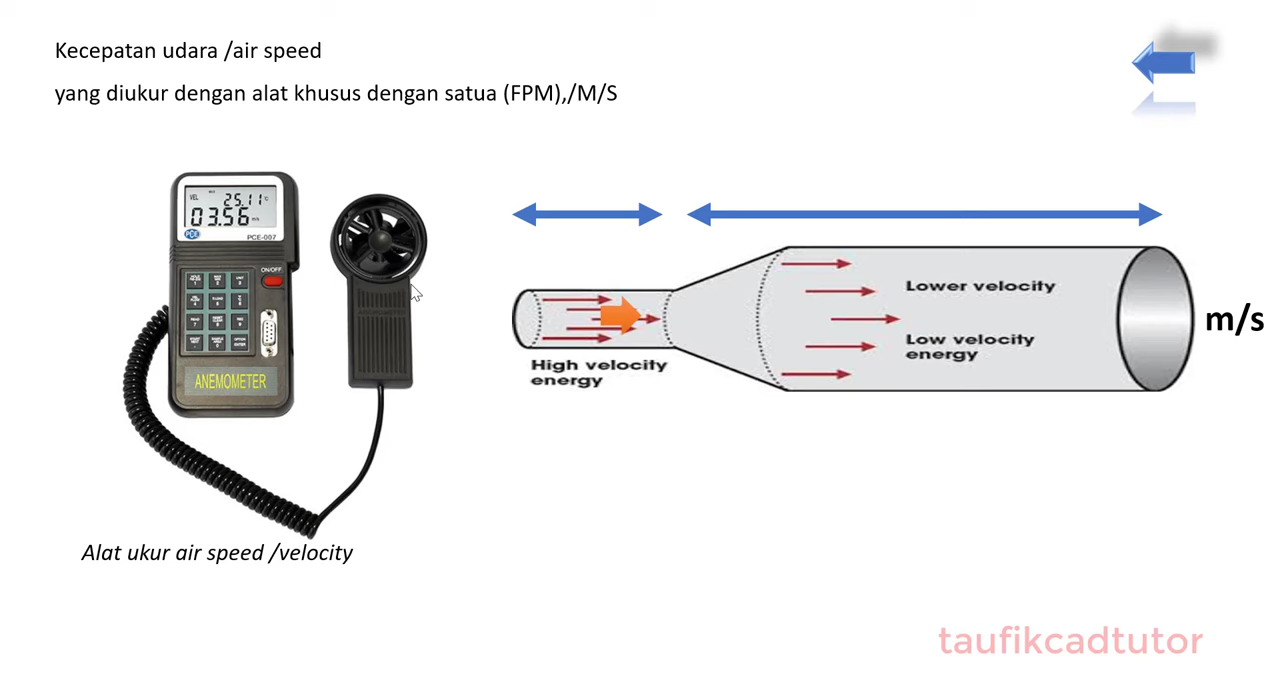 Kecepatan udara /air speed
yang diukur dengan alat khusus dengan satua (FPM),/M/S
VEL
25.11 °C
03.56 m/s
PCE
PCE-007
ON/OFF
ANEMOMETER
High velocity
energy
Lower velocity
Low velocity
energy
m/s
Alat ukur air speed /velocity
taufikcadtutor